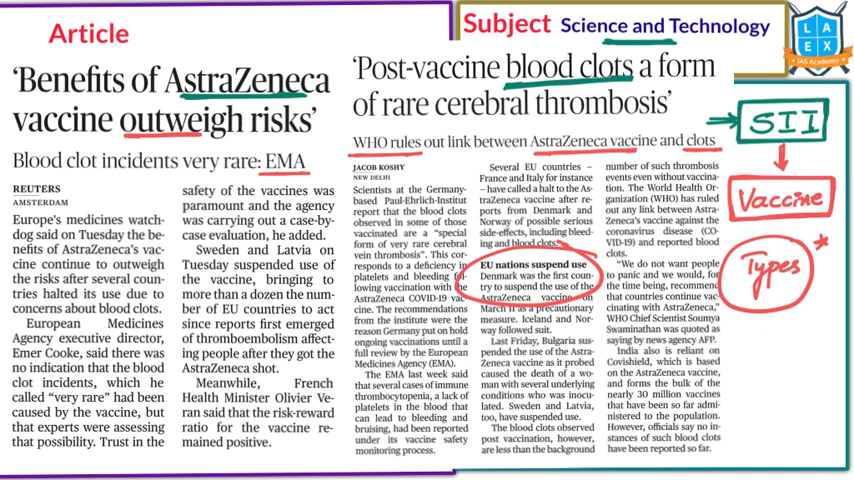 Article
Subject Science and Technology
L A
E X
IAS Academy
'Benefits of AstraZeneca
vaccine outweigh risks'
Blood clot incidents very rare: EMA
REUTERS
AMSTERDAM
Europe's medicines watch-
dog said on Tuesday the be-
nefits of AstraZeneca's vac-
cine continue to outweigh
the risks after several coun-
tries halted its use due to
concerns about blood clots.
European Medicines
Agency executive director,
Emer Cooke, said there was
no indication that the blood
clot incidents, which he
called "very rare" had been
caused by the vaccine, but
that experts were assessing
that possibility. Trust in the
safety of the vaccines was
paramount and the agency
was carrying out a case-by-
case evaluation, he added.
Sweden and Latvia on
Tuesday suspended use of
the vaccine, bringing to
more than a dozen the num-
ber of EU countries to act
since reports first emerged
of thromboembolism affect-
ing people after they got the
AstraZeneca shot.
Meanwhile, French
Health Minister Olivier Ve-
ran said that the risk-reward
ratio for the vaccine re-
mained positive.
'Post-vaccine blood clots a form
of rare cerebral thrombosis'
WHO rules out link between AstraZeneca vaccine and clots
JACOB KOSHY
NEW DELHI
Scientists at the Germany-
based Paul-Ehrlich-Institut
report that the blood clots
observed in some of those
vaccinated are a "special
form of very rare cerebral
vein thrombosis". This cor-
responds to a deficiency in
platelets and bleeding fol-
lowing vaccination with the
AstraZeneca COVID-19 vac-
cine. The recommendations
from the institute were the
reason Germany put on hold
ongoing vaccinations until a
full review by the European
Medicines Agency (EMA).
The EMA last week said
that several cases of immune
thrombocytopenia, a lack of
platelets in the blood that
can lead to bleeding and
bruising, had been reported
under its vaccine safety
monitoring process.
Several EU countries –
France and Italy for instance
– have called a halt to the As-
traZeneca vaccine after re-
ports from Denmark and
Norway of possible serious
side-effects, including bleed-
ing and blood clots.
EU nations suspend use
Denmark was the first coun-
try to suspend the use of the
AstraZeneca vaccine on
March 11 as a precautionary
measure. Iceland and Nor-
way followed suit.
Last Friday, Bulgaria sus-
pended the use of the Astra-
Zeneca vaccine as it probed
caused the death of a wo-
man with several underlying
conditions who was inocu-
lated. Sweden and Latvia,
too, have suspended use.
The blood clots observed
post vaccination, however,
are less than the background
number of such thrombosis
events even without vaccina-
tion. The World Health Or-
ganization (WHO) has ruled
out any link between Astra-
Zeneca's vaccine against the
coronavirus disease (CO-
VID-19) and reported blood
clots.
"We do not want people
to panic and we would, for
the time being, recommend
that countries continue vac-
cinating with AstraZeneca,"
WHO Chief Scientist Soumya
Swaminathan was quoted as
saying by news agency AFP.
India also is reliant on
Covishield, which is based
on the AstraZeneca vaccine,
and forms the bulk of the
nearly 30 million vaccines
that have been so far admi-
nistered to the population.
However, officials say no in-
stances of such blood clots
have been reported so far.
SII
Vaccine
Types